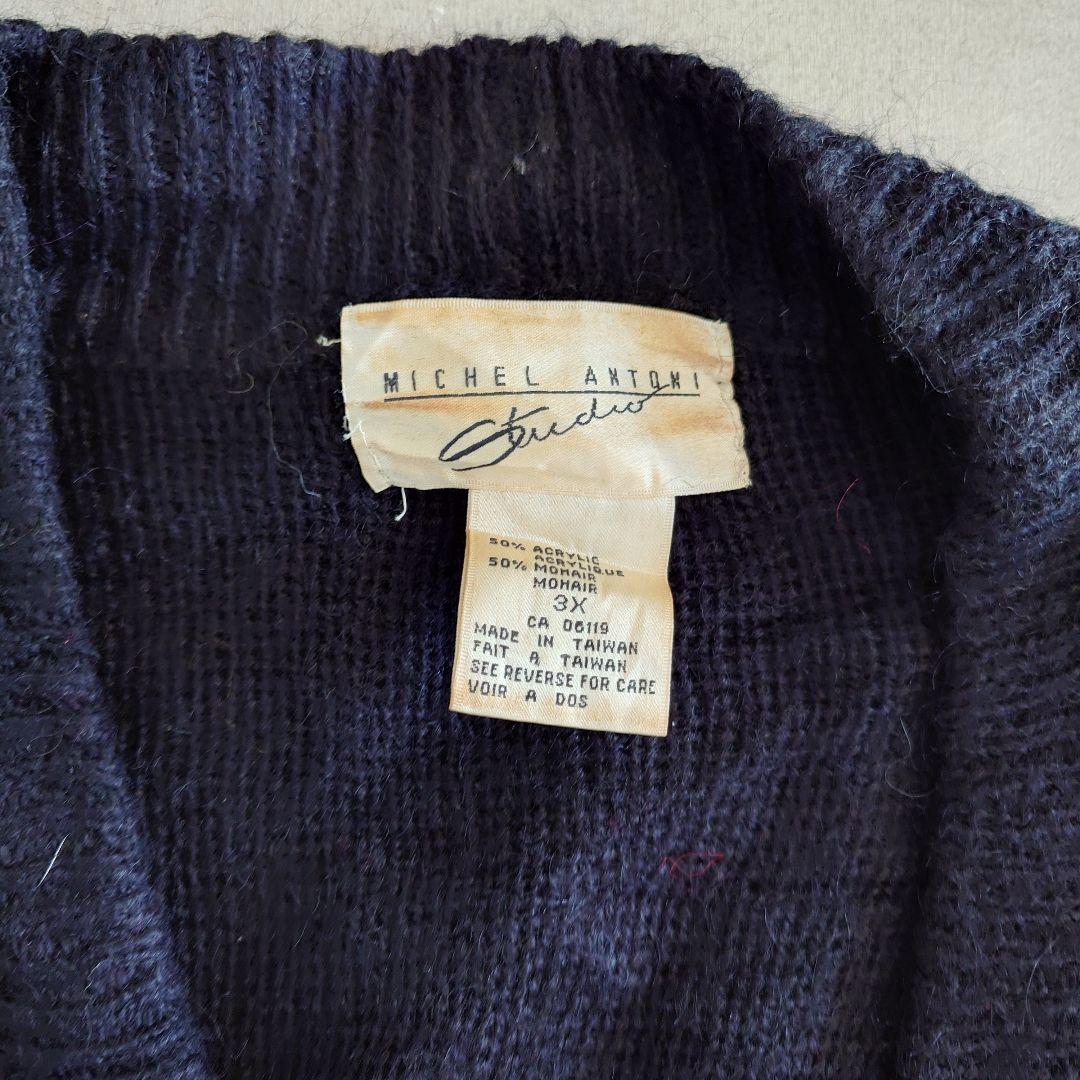 MICHEL ANTONI
Studio
50% ACRYLIC
ACRYLIQUE
50% MOHAIR
MOHAIR
3X
CA 06119
MADE IN TAIWAN
FAIT A TAIWAN
SEE REVERSE FOR CARE
VOIR A DOS